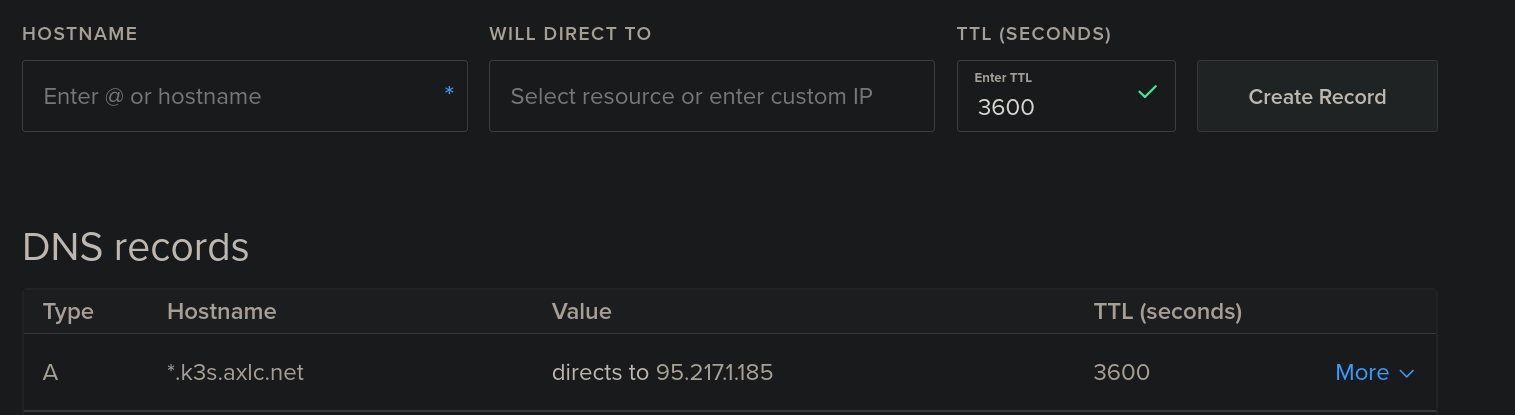 HOSTNAME WILL DIRECT TO TTL (SECONDS)
Enter @ or hostname * Select resource or enter custom IP Enter TTL 3600 Create Record
DNS records
Type Hostname Value TTL (seconds)
A *.k3s.axlc.net directs to 95.217.1.185 3600 More